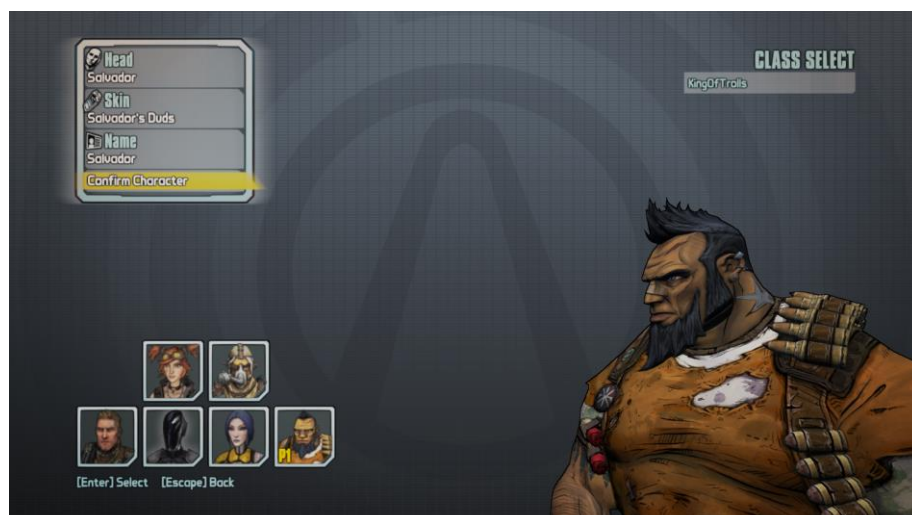 Head
Salvador
Skin
Salvador's Duds
Name
Salvador
Confirm Character
CLASS SELECT
KingOfTrolls
P1
[Enter] Select [Escape] Back